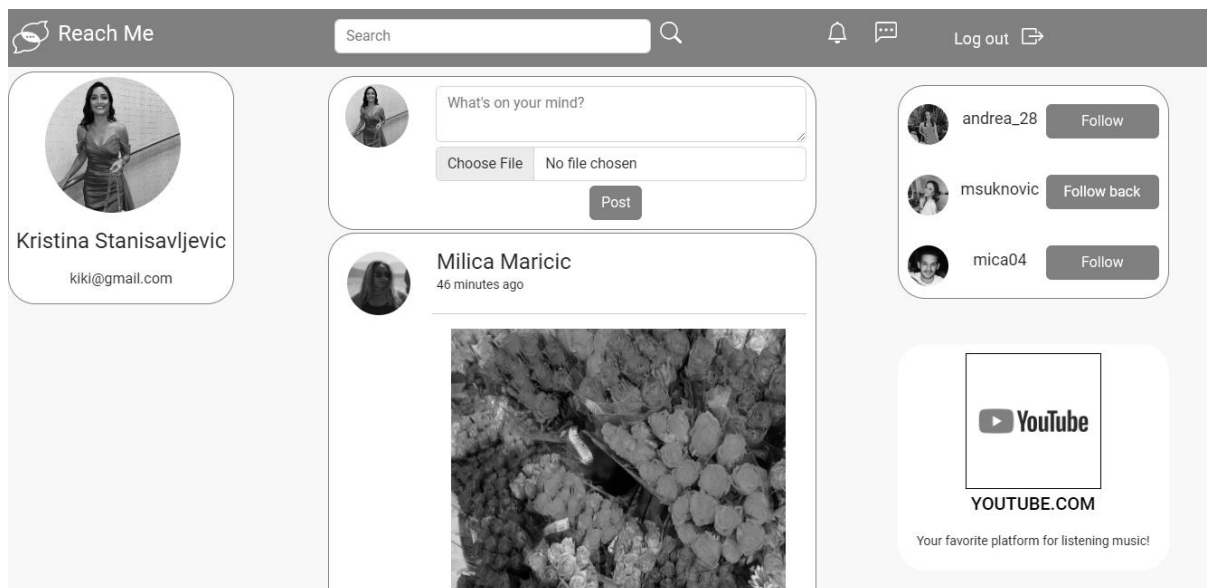 Reach Me
Search
Log out
Kristina Stanisavljevic
kiki@gmail.com
What's on your mind?
Choose File No file chosen
Post
Milica Maricic
46 minutes ago
andrea_28 Follow
msuknovic Follow back
mica04 Follow
YouTube
YOUTUBE.COM
Your favorite platform for listening music!